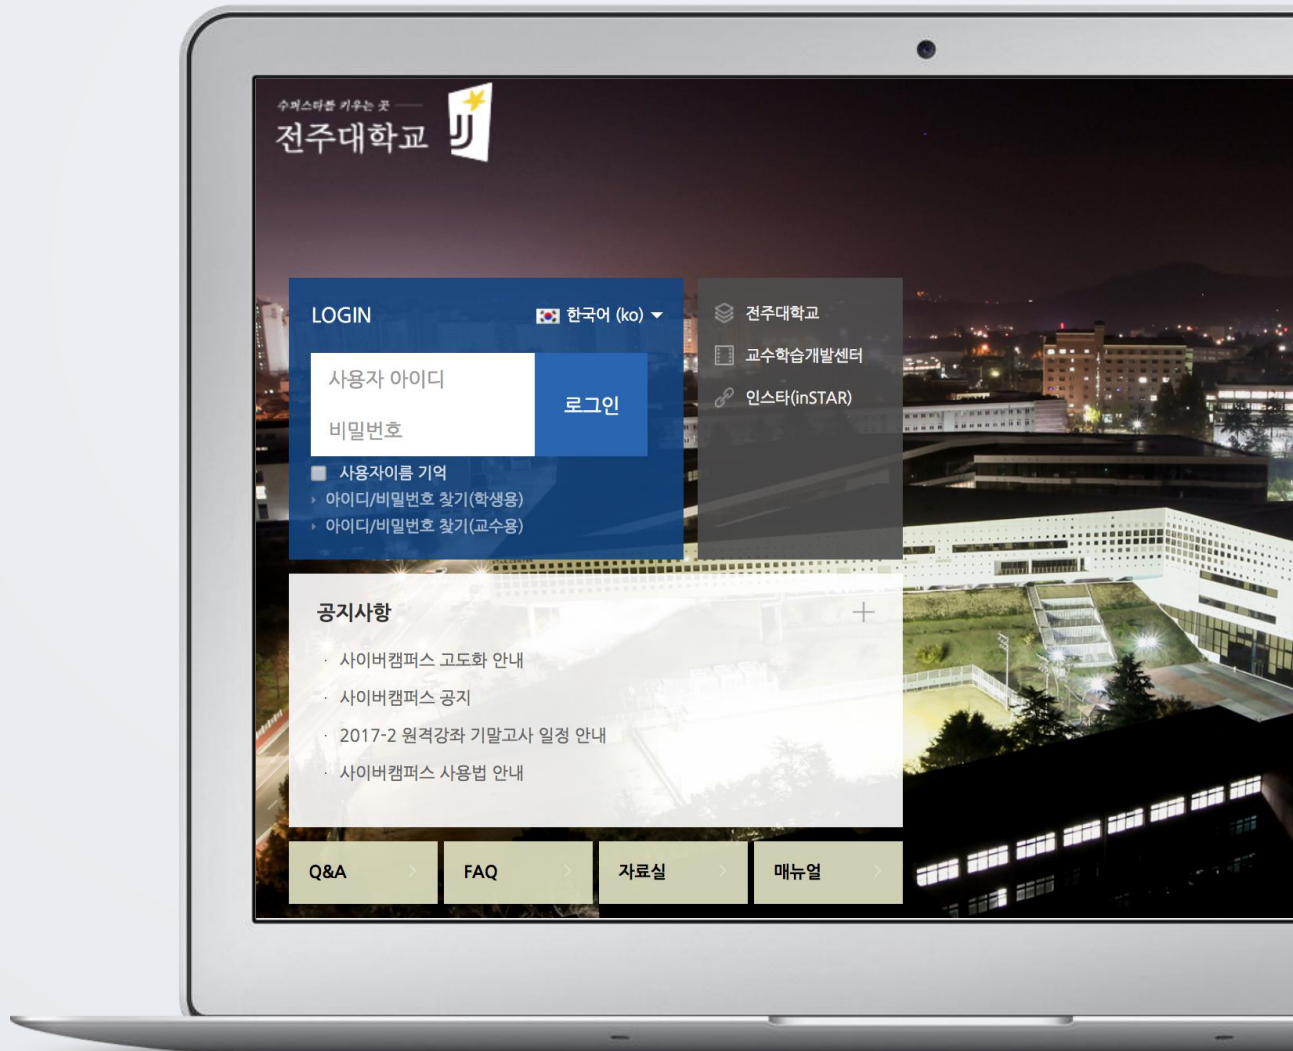 수퍼스타를 키우는 곳
전주대학교
LOGIN
한국어 (ko)
사용자 아이디
비밀번호
로그인
사용자이름 기억
아이디/비밀번호 찾기(학생용)
아이디/비밀번호 찾기(교수용)
전주대학교
교수학습개발센터
인스타(inSTAR)
공지사항
· 사이버캠퍼스 고도화 안내
· 사이버캠퍼스 공지
· 2017-2 원격강좌 기말고사 일정 안내
· 사이버캠퍼스 사용법 안내
Q&A
FAQ
자료실
매뉴얼